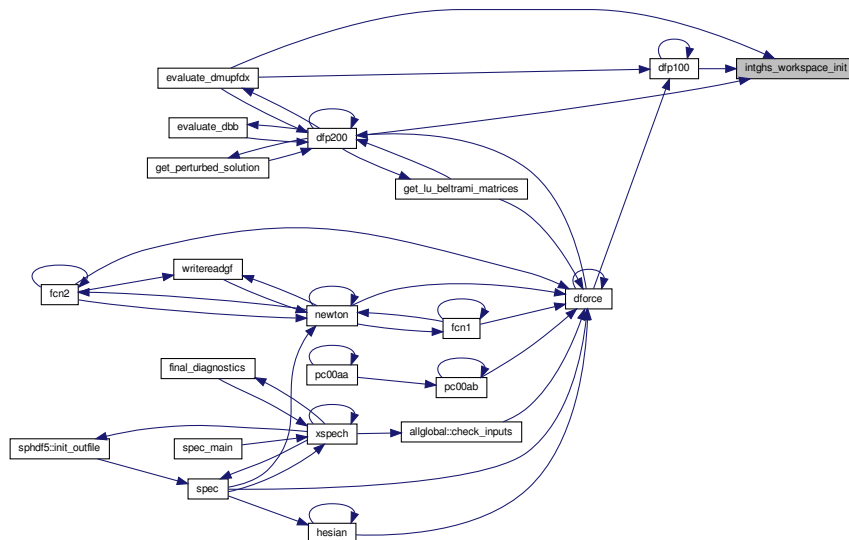 dfp100
intghs_workspace_init
evaluate_dmupfdx
evaluate_dbb
dfp200
get_perturbed_solution
get_lu_beltrami_matrices
writereadgf
fcn2
dforce
newton
fcn1
final_diagnostics
pc00aa
pc00ab
xspech
allglobal::check_inputs
sphdf5::init_outfile
spec_main
spec
hesian